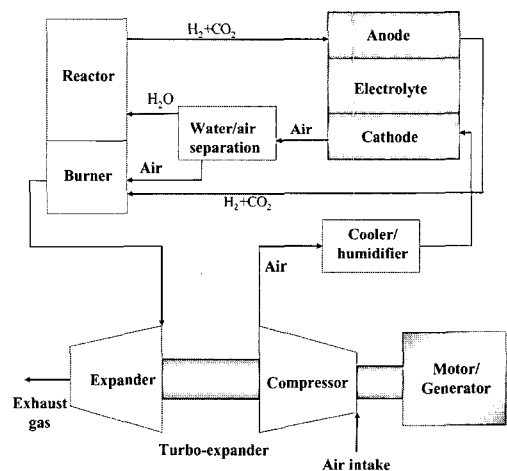 H₂+CO₂
Anode
Reactor
Electrolyte
H₂O
Water/air
separation
Air
Cathode
Air
Burner
H₂+CO₂
Cooler/
humidifier
Air
Expander
Compressor
Motor/
Generator
Exhaust
gas
Turbo-expander
Air intake